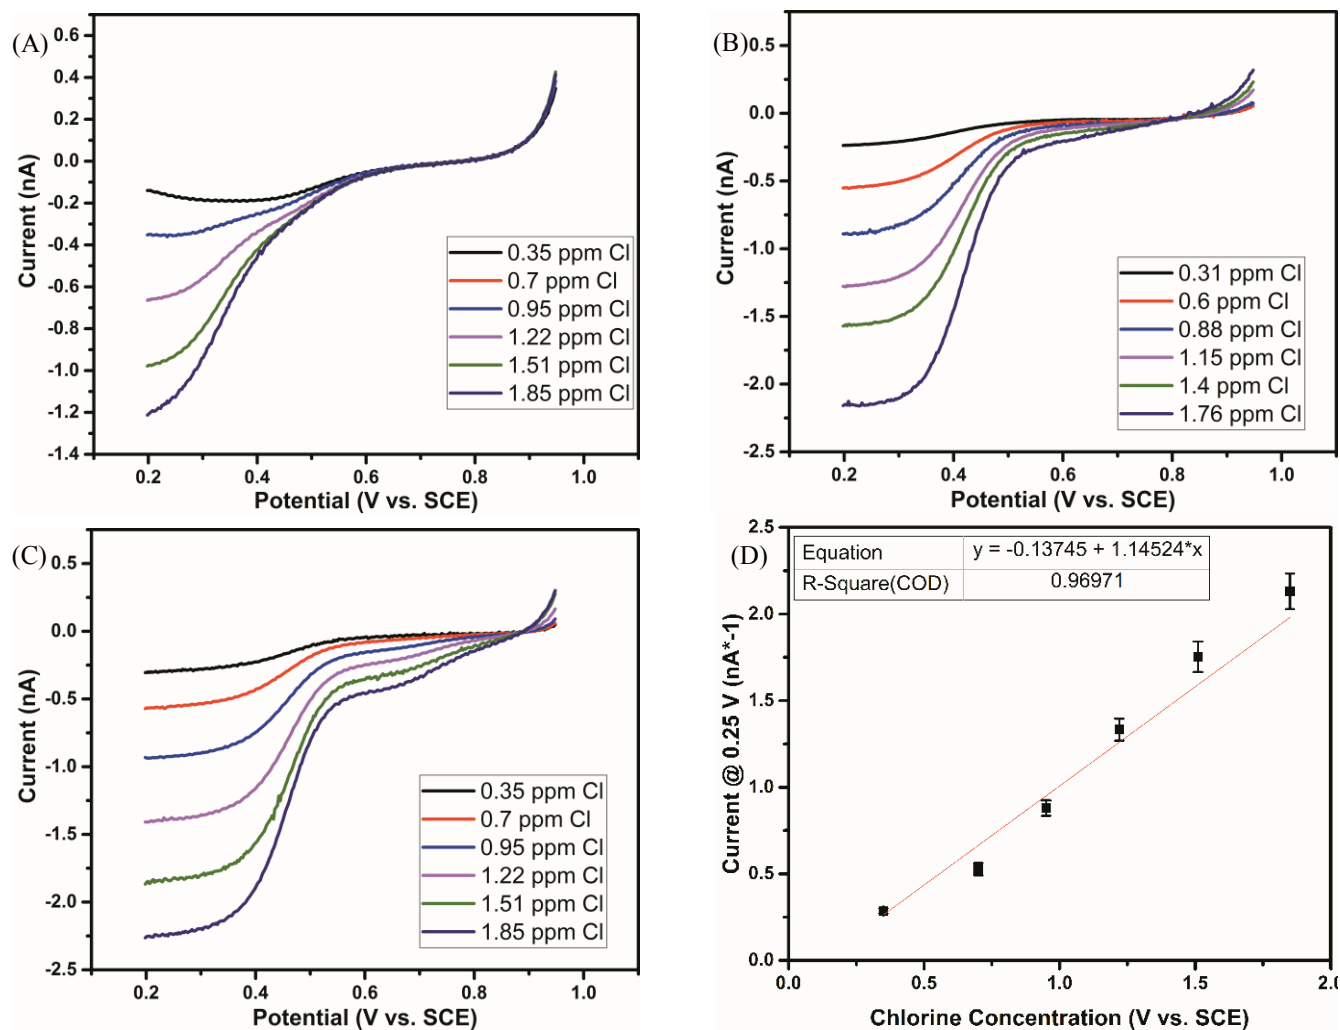 (A)
0.6
0.4
0.2
0.0
-0.2
-0.4
-0.6
-0.8
-1.0
-1.2
-1.4
Current (nA)
0.35 ppm Cl
0.7 ppm Cl
0.95 ppm Cl
1.22 ppm Cl
1.51 ppm Cl
1.85 ppm Cl
0.2 0.4 0.6 0.8 1.0
Potential (V vs. SCE)
(B)
0.5
0.0
-0.5
-1.0
-1.5
-2.0
-2.5
Current (nA)
0.31 ppm Cl
0.6 ppm Cl
0.88 ppm Cl
1.15 ppm Cl
1.4 ppm Cl
1.76 ppm Cl
0.2 0.4 0.6 0.8 1.0
Potential (V vs. SCE)
(C)
0.5
0.0
-0.5
-1.0
-1.5
-2.0
-2.5
Current (nA)
0.35 ppm Cl
0.7 ppm Cl
0.95 ppm Cl
1.22 ppm Cl
1.51 ppm Cl
1.85 ppm Cl
0.2 0.4 0.6 0.8 1.0
Potential (V vs. SCE)
(D)
2.5
2.0
1.5
1.0
0.5
0.0
Current @ 0.25 V (nA*-1)
Equation y = -0.13745 + 1.14524*x
R-Square(COD) 0.96971
0.0 0.5 1.0 1.5 2.0
Chlorine Concentration (V vs. SCE)